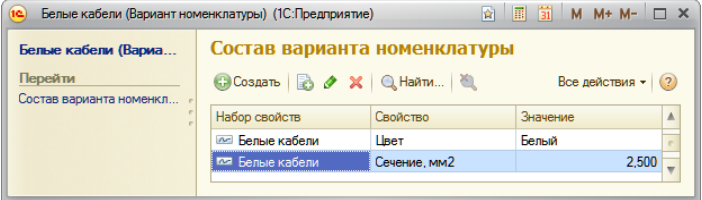 Белые кабели (Вариант номенклатуры) (1С:Предприятие)
31 M M+ M-
Белые кабели (Вариа...
Перейти
Состав варианта номенкл...
Состав варианта номенклатуры
Создать Найти... Все действия
Набор свойств Свойство Значение
Белые кабели Цвет Белый
Белые кабели Сечение, мм2 2,500